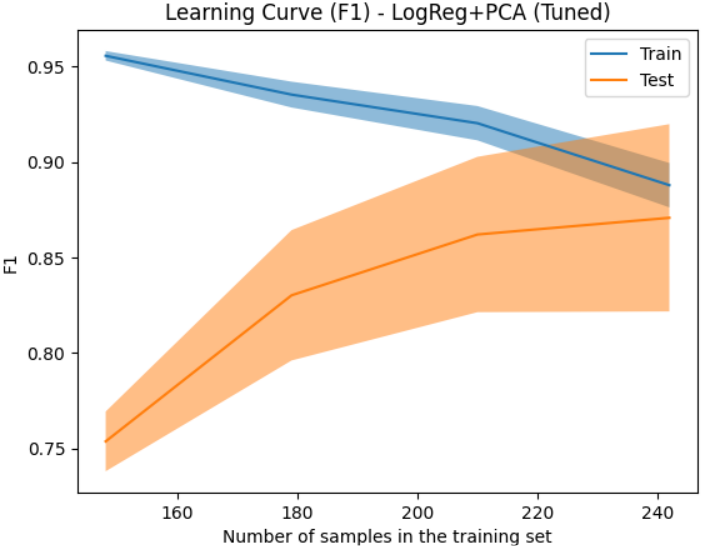 Learning Curve (F1) - LogReg+PCA (Tuned)
Train
Test
0.95
0.90
0.85
0.80
0.75
F1
160
180
200
220
240
Number of samples in the training set